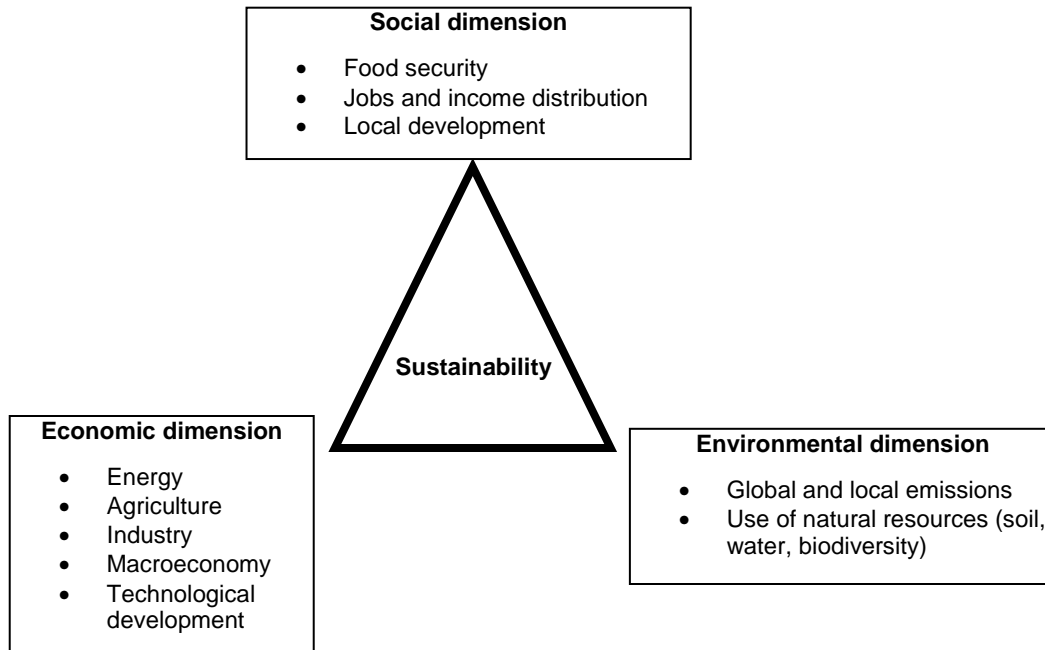 Social dimension
• Food security
• Jobs and income distribution
• Local development
Sustainability
Economic dimension
• Energy
• Agriculture
• Industry
• Macroeconomy
• Technological
development
Environmental dimension
• Global and local emissions
• Use of natural resources (soil,
water, biodiversity)